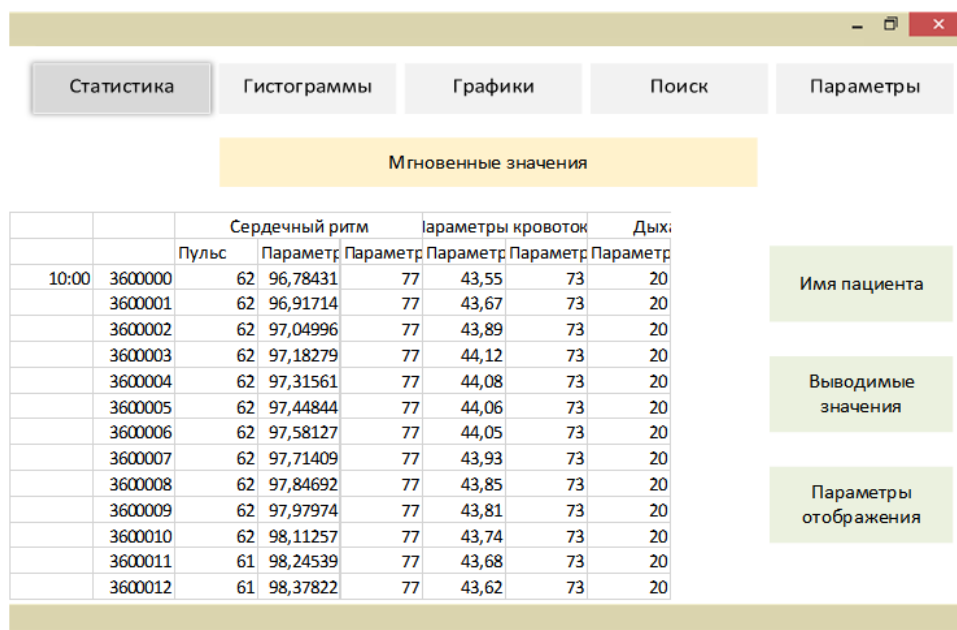 Статистика Гистограммы Графики Поиск Параметры
Мгновенные значения
Сердечный ритм Параметры кровоток Дыха
Пульс Параметр Параметр Параметр Параметр Параметр
10:00 3600000 62 96,78431 77 43,55 73 20
3600001 62 96,91714 77 43,67 73 20
3600002 62 97,04996 77 43,89 73 20
3600003 62 97,18279 77 44,12 73 20
3600004 62 97,31561 77 44,08 73 20
3600005 62 97,44844 77 44,06 73 20
3600006 62 97,58127 77 44,05 73 20
3600007 62 97,71409 77 43,93 73 20
3600008 62 97,84692 77 43,85 73 20
3600009 62 97,97974 77 43,81 73 20
3600010 62 98,11257 77 43,74 73 20
3600011 61 98,24539 77 43,68 73 20
3600012 61 98,37822 77 43,62 73 20
Имя пациента
Выводимые
значения
Параметры
отображения